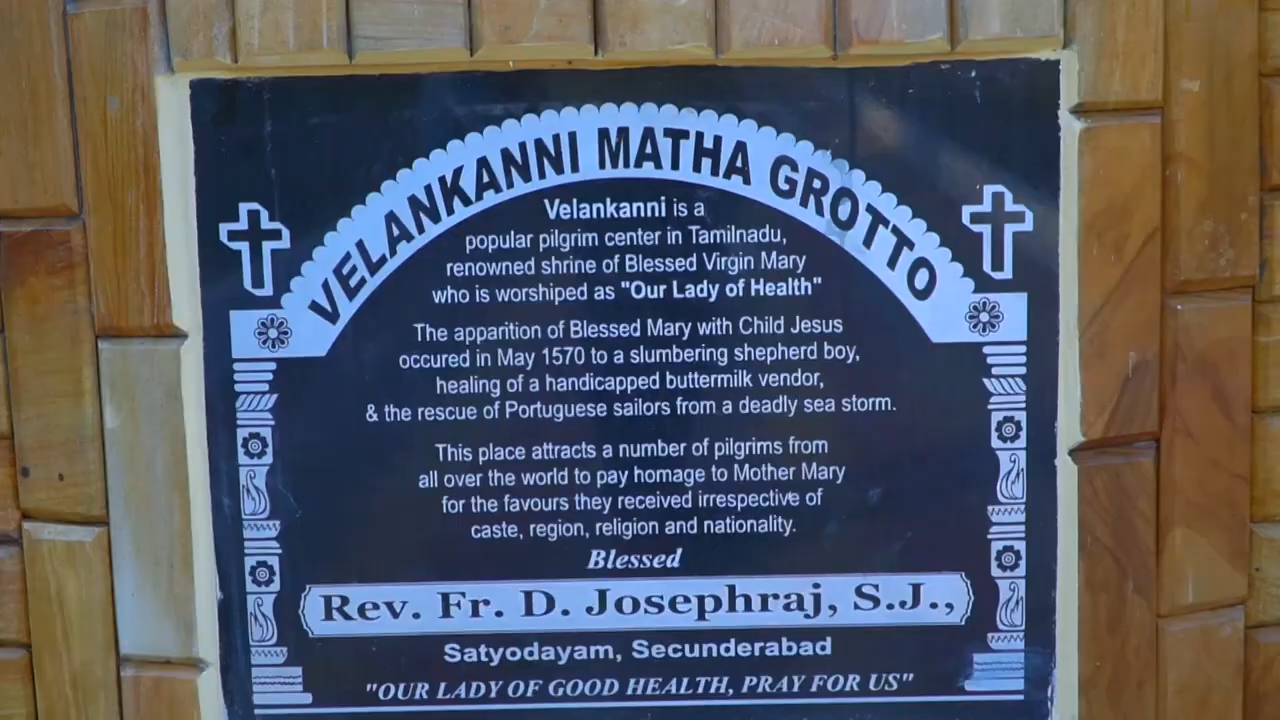 VELANKANNI MATHA GROTTO
Velankanni is a
popular pilgrim center in Tamilnadu,
renowned shrine of Blessed Virgin Mary
who is worshiped as "Our Lady of Health"
The apparition of Blessed Mary with Child Jesus
occured in May 1570 to a slumbering shepherd boy,
healing of a handicapped buttermilk vendor,
& the rescue of Portuguese sailors from a deadly sea storm.
This place attracts a number of pilgrims from
all over the world to pay homage to Mother Mary
for the favours they received irrespective of
caste, region, religion and nationality.
Blessed
Rev. Fr. D. Josephraj, S.J.,
Satyodayam, Secunderabad
"OUR LADY OF GOOD HEALTH, PRAY FOR US"